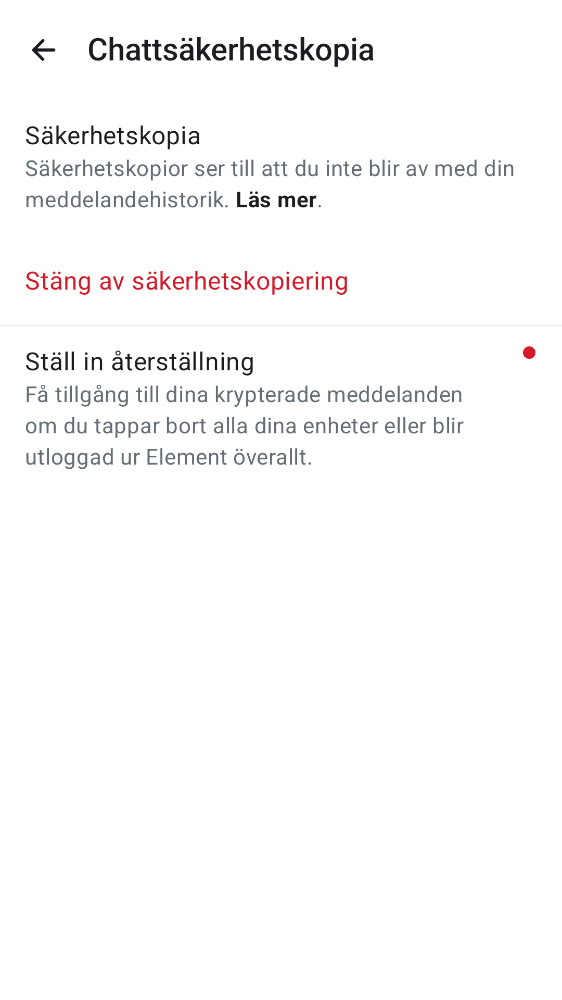 Chattsäkerhetskopia
Säkerhetskopia
Säkerhetskopior ser till att du inte blir av med din
meddelandehistorik. Läs mer.
Stäng av säkerhetskopiering
Ställ in återställning
Få tillgång till dina krypterade meddelanden
om du tappar bort alla dina enheter eller blir
utloggad ur Element överallt.